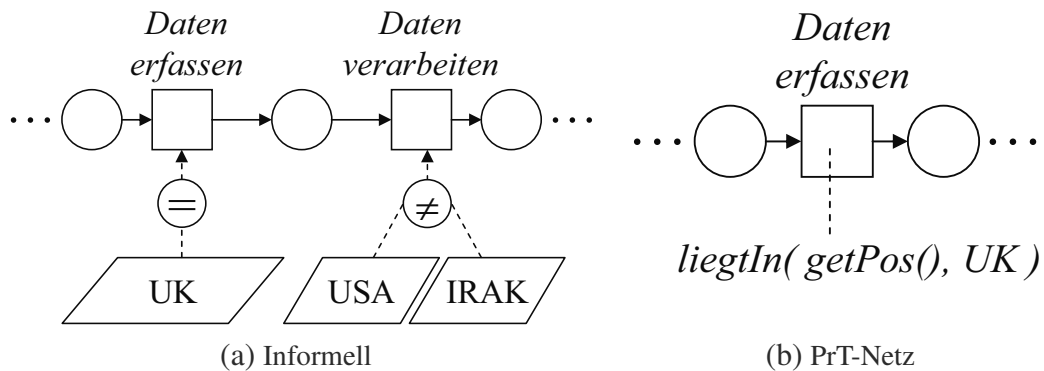 Daten
erfassen
Daten
verarbeiten
...
...
=
≠
UK
USA
IRAK
(a) Informell
Daten
erfassen
...
...
liegtIn( getPos(), UK )
(b) PrT-Netz